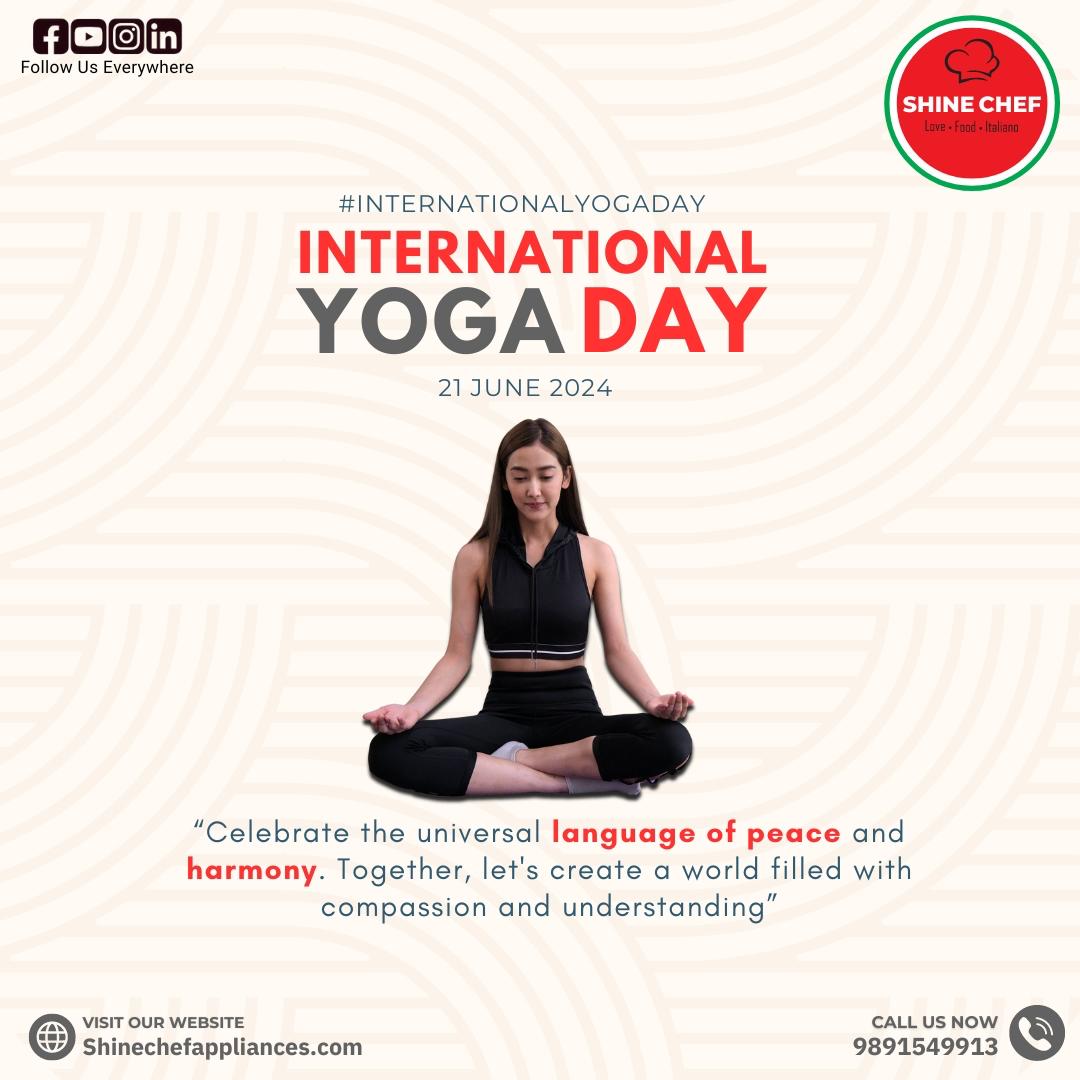 Follow Us Everywhere
SHINE CHEF
Love • Food • Italiano
#INTERNATIONALYOGADAY
INTERNATIONAL
YOGA DAY
21 JUNE 2024
“Celebrate the universal language of peace and
harmony. Together, let's create a world filled with
compassion and understanding”
VISIT OUR WEBSITE
Shinechefappliances.com
CALL US NOW
9891549913